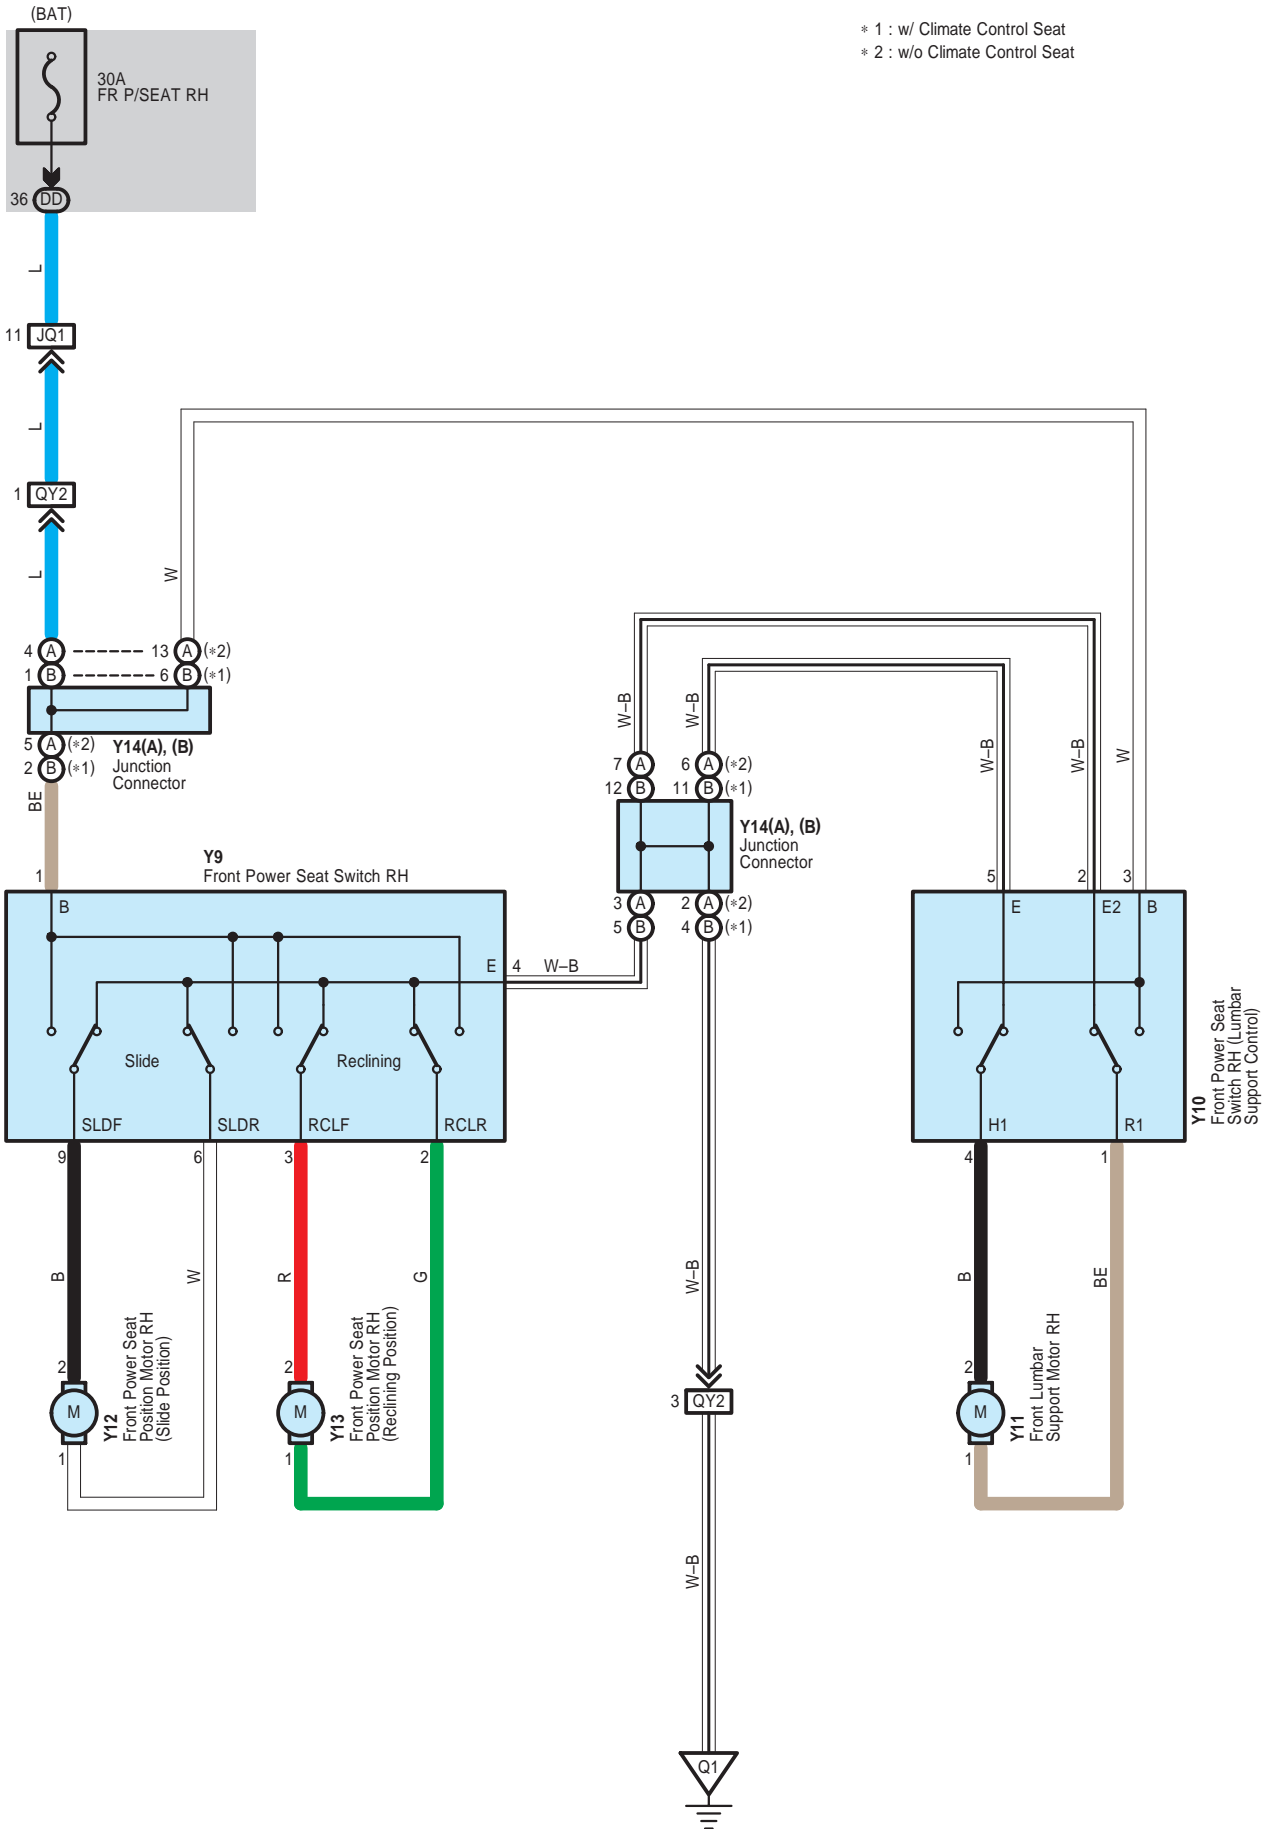 (BAT)
* 1 : w/ Climate Control Seat
* 2 : w/o Climate Control Seat
30A
FR P/SEAT RH
36 DD
L
11 JQ1
L
1 QY2
L
W
4 A 13 A (*2)
1 B 6 B (*1)
5 A (*2)
2 B (*1)
Y14(A), (B)
Junction
Connector
BE
W–B
W–B
W–B
W–B
W
7 A 6 A (*2)
12 B 11 B (*1)
Y14(A), (B)
Junction
Connector
3 A 2 A (*2)
5 B 4 B (*1)
Y9
Front Power Seat Switch RH
1
B
E 4 W–B
Slide
Reclining
SLDF SLDR RCLF RCLR
9 6 3 2
5 2 3
E E2 B
H1 R1
4 1
Y10
Front Power Seat
Switch RH (Lumbar
Support Control)
B
W
R
G
W–B
B
BE
2
M
1
Y12
Front Power Seat
Position Motor RH
(Slide Position)
2
M
1
Y13
Front Power Seat
Position Motor RH
(Reclining Position)
3 QY2
2
M
1
Y11
Front Lumbar
Support Motor RH
W–B
Q1